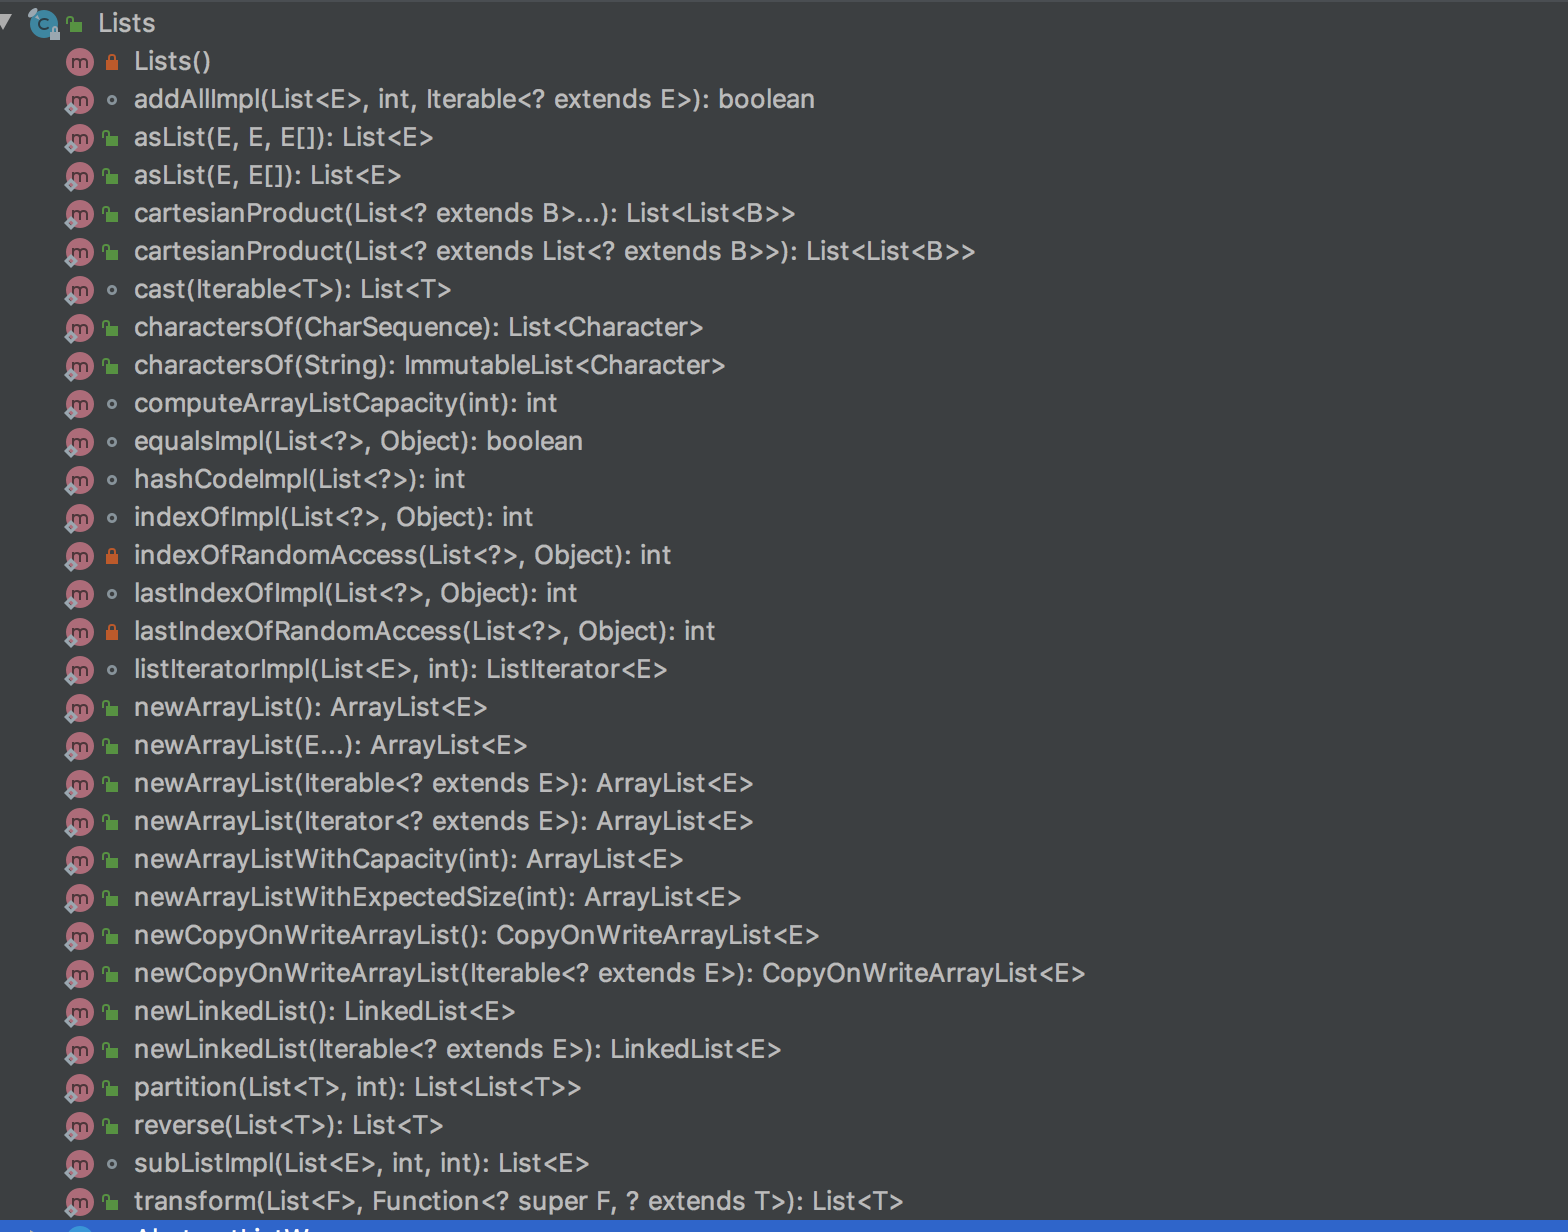 Lists
Lists()
addAllImpl(List<E>, int, Iterable<? extends E>): boolean
asList(E, E, E[]): List<E>
asList(E, E[]): List<E>
cartesianProduct(List<? extends B>...): List<List<B>>
cartesianProduct(List<? extends List<? extends B>>): List<List<B>>
cast(Iterable<T>): List<T>
charactersOf(CharSequence): List<Character>
charactersOf(String): ImmutableList<Character>
computeArrayListCapacity(int): int
equalsImpl(List<?>, Object): boolean
hashCodeImpl(List<?>): int
indexOfImpl(List<?>, Object): int
indexOfRandomAccess(List<?>, Object): int
lastIndexOfImpl(List<?>, Object): int
lastIndexOfRandomAccess(List<?>, Object): int
listIteratorImpl(List<E>, int): ListIterator<E>
newArrayList(): ArrayList<E>
newArrayList(E...): ArrayList<E>
newArrayList(Iterable<? extends E>): ArrayList<E>
newArrayList(Iterator<? extends E>): ArrayList<E>
newArrayListWithCapacity(int): ArrayList<E>
newArrayListWithExpectedSize(int): ArrayList<E>
newCopyOnWriteArrayList(): CopyOnWriteArrayList<E>
newCopyOnWriteArrayList(Iterable<? extends E>): CopyOnWriteArrayList<E>
newLinkedList(): LinkedList<E>
newLinkedList(Iterable<? extends E>): LinkedList<E>
partition(List<T>, int): List<List<T>>
reverse(List<T>): List<T>
subListImpl(List<E>, int, int): List<E>
transform(List<F>, Function<? super F, ? extends T>): List<T>